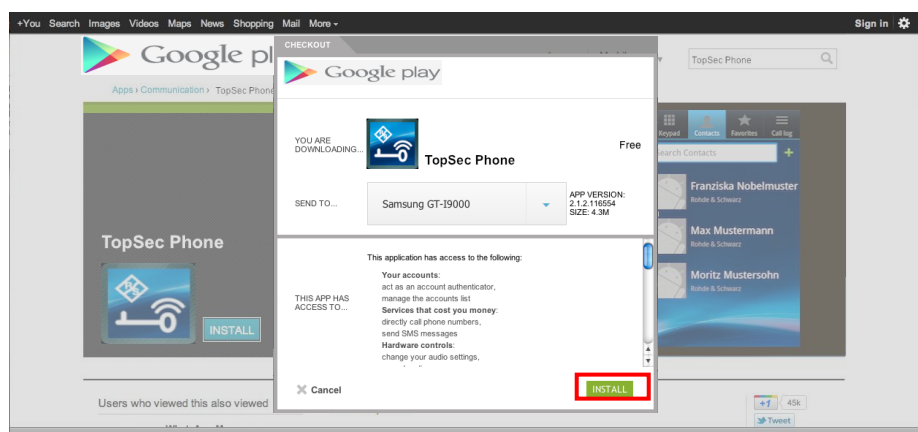 +You Search Images Videos Maps News Shopping Mail More
Sign in
CHECKOUT
Google pl
Google play
TopSec Phone
Apps › Communication › TopSec Phone
YOU ARE
DOWNLOADING...
TopSec Phone
Free
SEND TO...
Samsung GT-I9000
APP VERSION:
2.1.2.116554
SIZE: 4.3M
This application has access to the following:
THIS APP HAS
ACCESS TO...
Your accounts:
act as an account authenticator,
manage the accounts list
Services that cost you money:
directly call phone numbers,
send SMS messages
Hardware controls:
change your audio settings,
Cancel
INSTALL
TopSec Phone
INSTALL
Keypad Contacts Favorites Call log
Search Contacts
Franziska Nobelmuster
Rohde & Schwarz
Max Mustermann
Rohde & Schwarz
Moritz Mustersohn
Rohde & Schwarz
Users who viewed this also viewed
+1 45k
Tweet